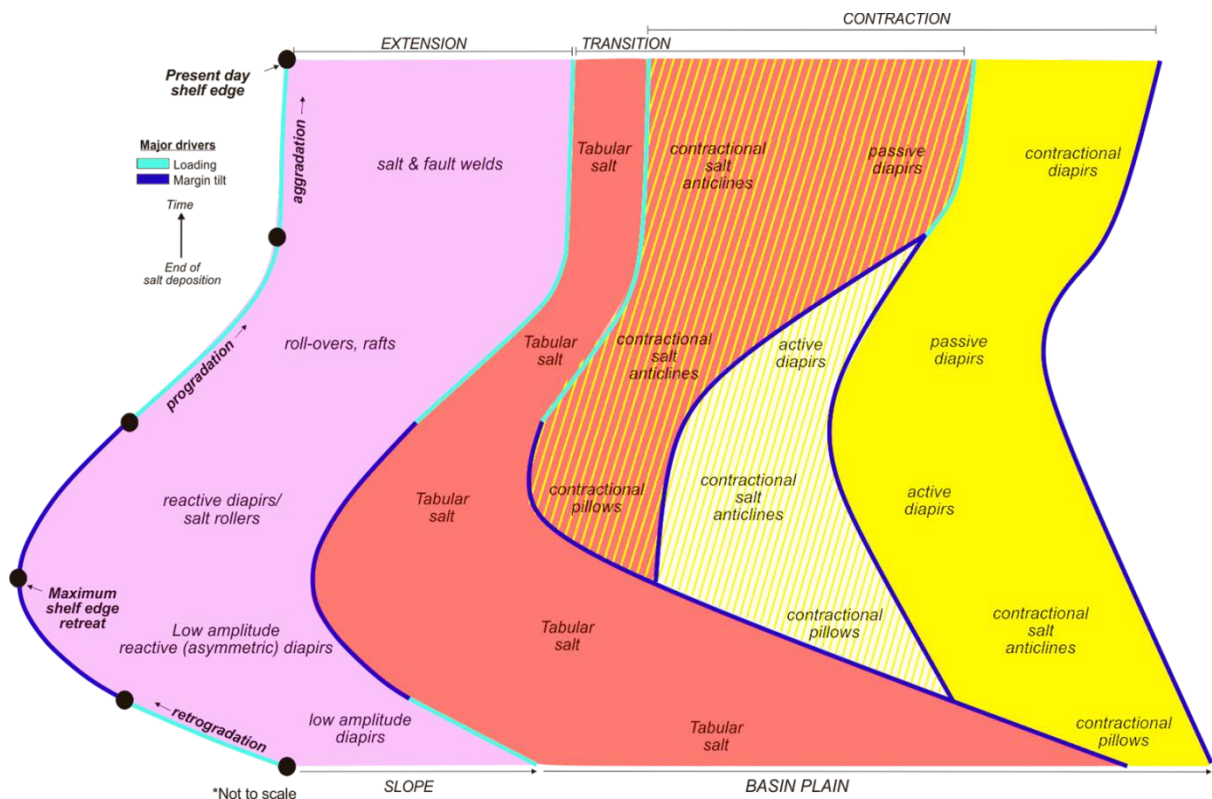 CONTRACTION
EXTENSION
TRANSITION
Present day
shelf edge
Major drivers
Loading
Margin tilt
Time
End of
salt deposition
aggradation →
salt & fault welds
Tabular
salt
contractional
salt
anticlines
passive
diapirs
contractional
diapirs
progradation →
roll-overs, rafts
Tabular
salt
contractional
salt
anticlines
active
diapirs
passive
diapirs
reactive diapirs/
salt rollers
Tabular
salt
contractional
pillows
contractional
salt
anticlines
active
diapirs
Maximum
shelf edge
retreat
Low amplitude
reactive (asymmetric) diapirs
Tabular
salt
contractional
pillows
contractional
salt
anticlines
retrogradation
low amplitude
diapirs
Tabular
salt
contractional
pillows
*Not to scale
SLOPE
BASIN PLAIN